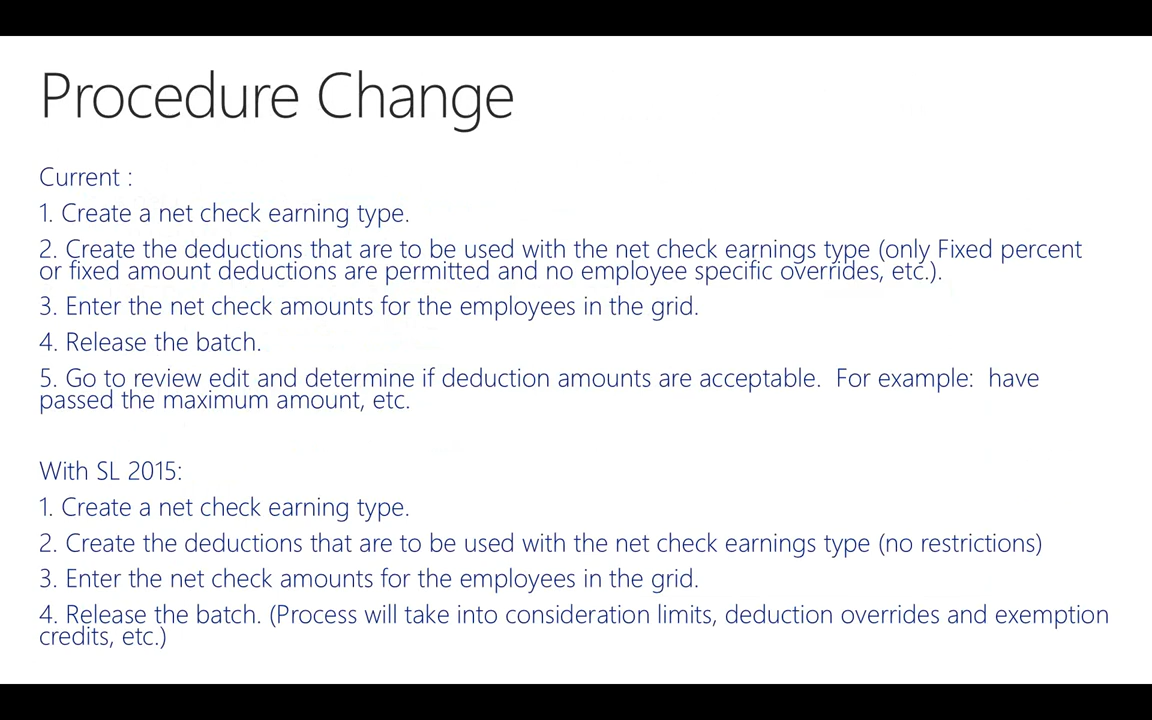 Procedure Change
Current :
1. Create a net check earning type.
2. Create the deductions that are to be used with the net check earnings type (only Fixed percent
or fixed amount deductions are permitted and no employee specific overrides, etc.).
3. Enter the net check amounts for the employees in the grid.
4. Release the batch.
5. Go to review edit and determine if deduction amounts are acceptable.  For example:  have
passed the maximum amount, etc.
With SL 2015:
1. Create a net check earning type.
2. Create the deductions that are to be used with the net check earnings type (no restrictions)
3. Enter the net check amounts for the employees in the grid.
4. Release the batch. (Process will take into consideration limits, deduction overrides and exemption
credits, etc.)